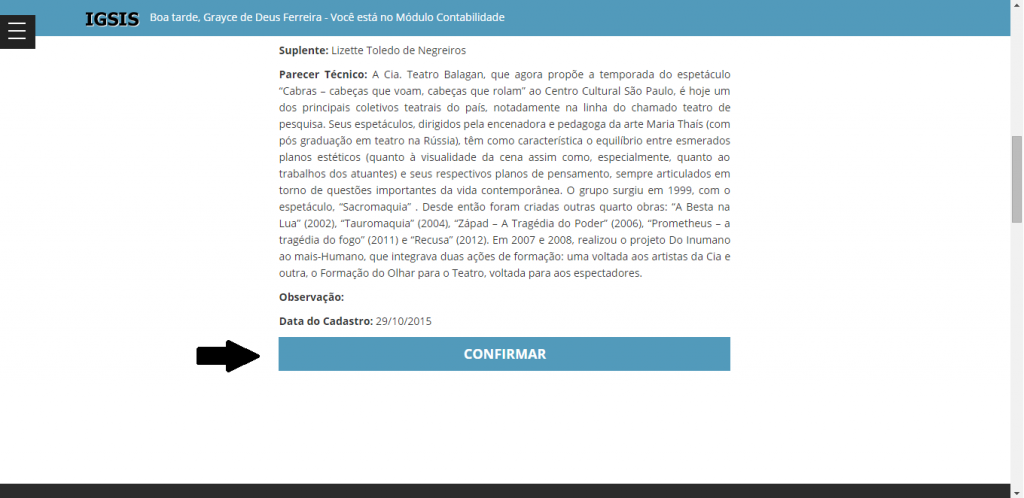 IGSIS Boa tarde, Grayce de Deus Ferreira - Você está no Módulo Contabilidade
Suplente: Lizette Toledo de Negreiros
Parecer Técnico: A Cia. Teatro Balagan, que agora propõe a temporada do espetáculo
“Cabras – cabeças que voam, cabeças que rolam” ao Centro Cultural São Paulo, é hoje um
dos principais coletivos teatrais do país, notadamente na linha do chamado teatro de
pesquisa. Seus espetáculos, dirigidos pela encenadora e pedagoga da arte Maria Thaís (com
pós graduação em teatro na Rússia), têm como característica o equilíbrio entre esmerados
planos estéticos (quanto à visualidade da cena assim como, especialmente, quanto ao
trabalhos dos atuantes) e seus respectivos planos de pensamento, sempre articulados em
torno de questões importantes da vida contemporânea. O grupo surgiu em 1999, com o
espetáculo, “Sacromaquia” . Desde então foram criadas outras quarto obras: “A Besta na
Lua” (2002), “Tauromaquia” (2004), “Západ – A Tragédia do Poder” (2006), “Prometheus – a
tragédia do fogo” (2011) e “Recusa” (2012). Em 2007 e 2008, realizou o projeto Do Inumano
ao mais-Humano, que integrava duas ações de formação: uma voltada aos artistas da Cia e
outra, o Formação do Olhar para o Teatro, voltada para aos espectadores.
Observação:
Data do Cadastro: 29/10/2015
CONFIRMAR